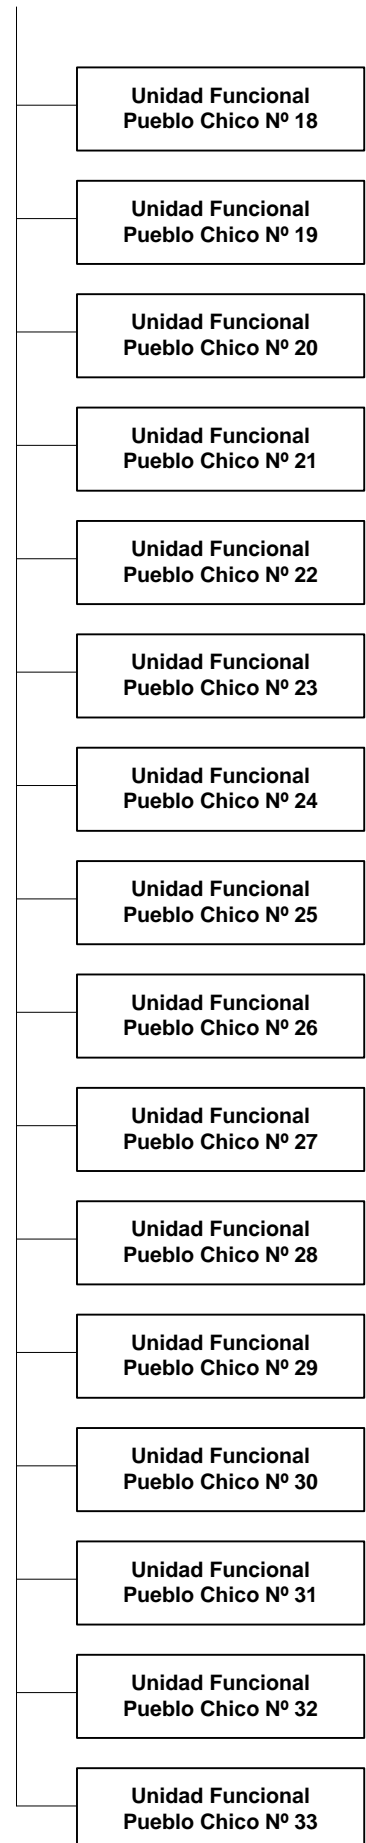 Unidad Funcional
Pueblo Chico Nº 18
Unidad Funcional
Pueblo Chico Nº 19
Unidad Funcional
Pueblo Chico Nº 20
Unidad Funcional
Pueblo Chico Nº 21
Unidad Funcional
Pueblo Chico Nº 22
Unidad Funcional
Pueblo Chico Nº 23
Unidad Funcional
Pueblo Chico Nº 24
Unidad Funcional
Pueblo Chico Nº 25
Unidad Funcional
Pueblo Chico Nº 26
Unidad Funcional
Pueblo Chico Nº 27
Unidad Funcional
Pueblo Chico Nº 28
Unidad Funcional
Pueblo Chico Nº 29
Unidad Funcional
Pueblo Chico Nº 30
Unidad Funcional
Pueblo Chico Nº 31
Unidad Funcional
Pueblo Chico Nº 32
Unidad Funcional
Pueblo Chico Nº 33